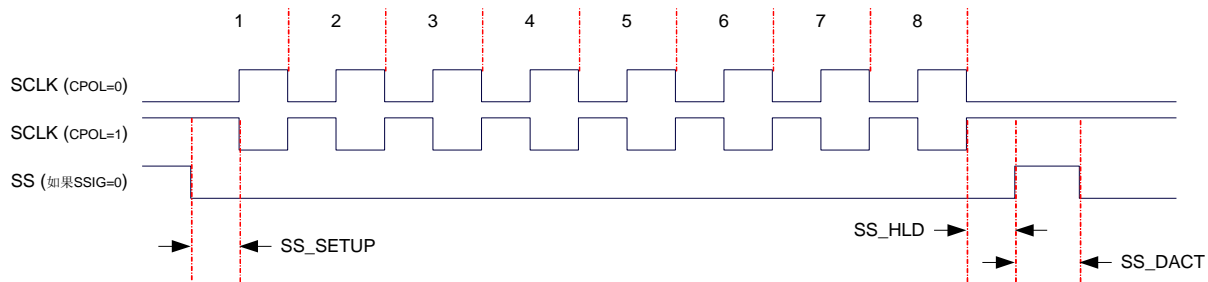 1 2 3 4 5 6 7 8
SCLK (CPOL=0)
SCLK (CPOL=1)
SS (如果SSIG=0)
SS_SETUP
SS_HLD
SS_DACT